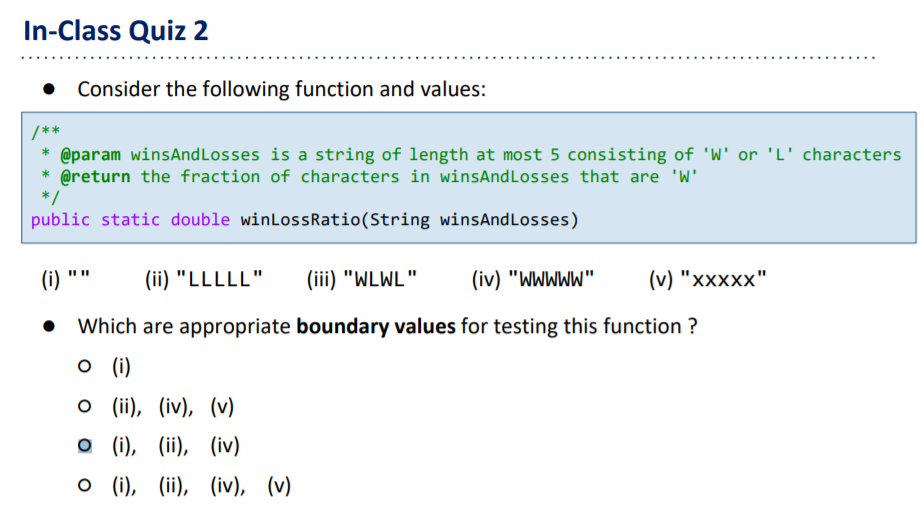 In-Class Quiz 2
● Consider the following function and values:
/**
* @param winsAndLosses is a string of length at most 5 consisting of 'W' or 'L' characters
* @return the fraction of characters in winsAndLosses that are 'W'
*/
public static double winLossRatio(String winsAndLosses)
(i) "" (ii) "LLLLL" (iii) "WLWL" (iv) "WWWWW" (v) "xxxxx"
● Which are appropriate boundary values for testing this function ?
○ (i)
○ (ii), (iv), (v)
○ (i), (ii), (iv)
○ (i), (ii), (iv), (v)